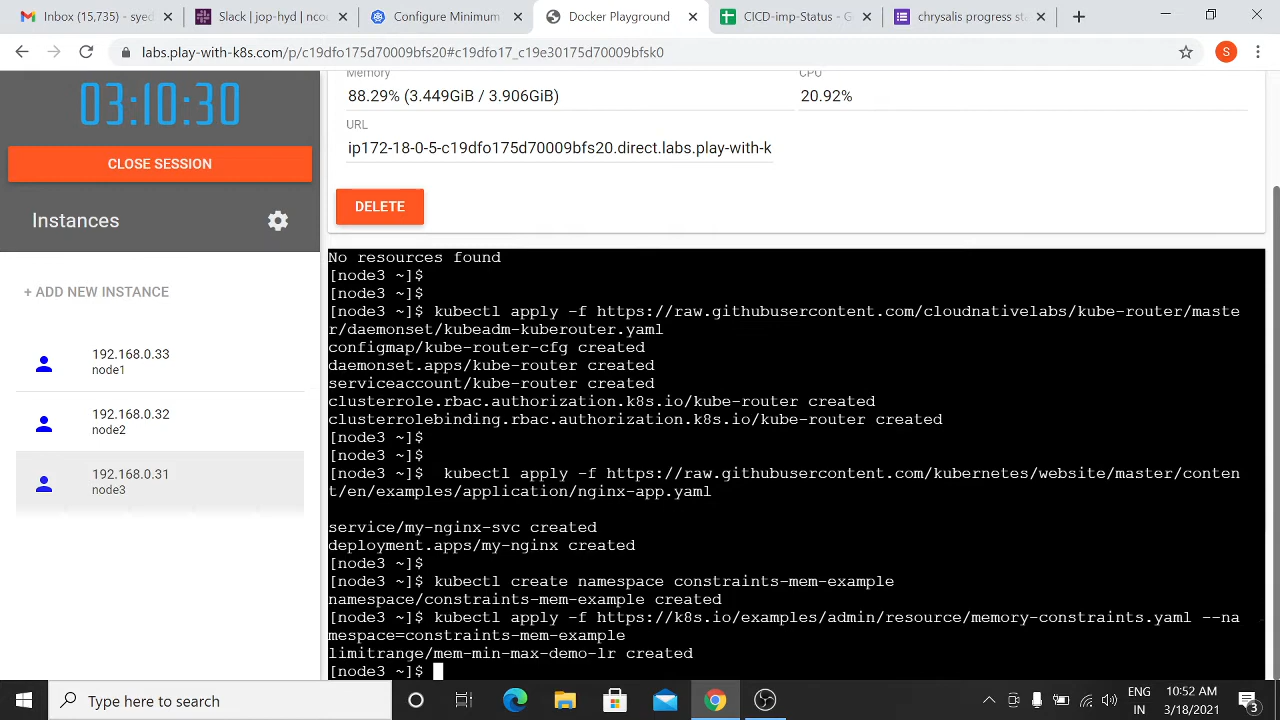 Inbox (15,735) - syed
Slack | jop-hyd | nco
Configure Minimum
Docker Playground
CICD-imp-Status - G
chrysalis progress st
labs.play-with-k8s.com/p/c19dfo175d70009bfs20#c19dfo17_c19e30175d70009bfsk0
S
03:10:30
CLOSE SESSION
Instances
+ ADD NEW INSTANCE
192.168.0.33
node1
192.168.0.32
node2
192.168.0.31
node3
Memory
88.29% (3.449GiB / 3.906GiB)
CPU
20.92%
URL
ip172-18-0-5-c19dfo175d70009bfs20.direct.labs.play-with-k
DELETE
No resources found
[node3 ~]$
[node3 ~]$
[node3 ~]$ kubectl apply -f https://raw.githubusercontent.com/cloudnativelabs/kube-router/maste
r/daemonset/kubeadm-kuberouter.yaml
configmap/kube-router-cfg created
daemonset.apps/kube-router created
serviceaccount/kube-router created
clusterrole.rbac.authorization.k8s.io/kube-router created
clusterrolebinding.rbac.authorization.k8s.io/kube-router created
[node3 ~]$
[node3 ~]$
[node3 ~]$  kubectl apply -f https://raw.githubusercontent.com/kubernetes/website/master/conten
t/en/examples/application/nginx-app.yaml
service/my-nginx-svc created
deployment.apps/my-nginx created
[node3 ~]$
[node3 ~]$ kubectl create namespace constraints-mem-example
namespace/constraints-mem-example created
[node3 ~]$ kubectl apply -f https://k8s.io/examples/admin/resource/memory-constraints.yaml --na
mespace=constraints-mem-example
limitrange/mem-min-max-demo-lr created
[node3 ~]$
Type here to search
ENG
IN
10:52 AM
3/18/2021
3